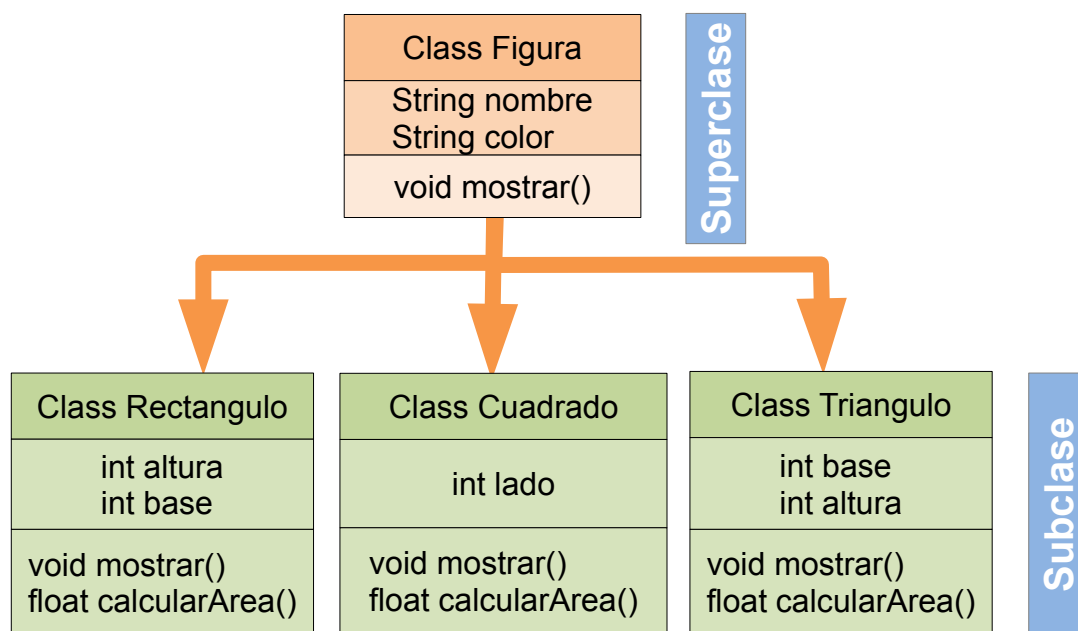 Class Figura
String nombre
String color
void mostrar()
Superclase
Class Rectangulo
int altura
int base
void mostrar()
float calcularArea()
Class Cuadrado
int lado
void mostrar()
float calcularArea()
Class Triangulo
int base
int altura
void mostrar()
float calcularArea()
Subclase